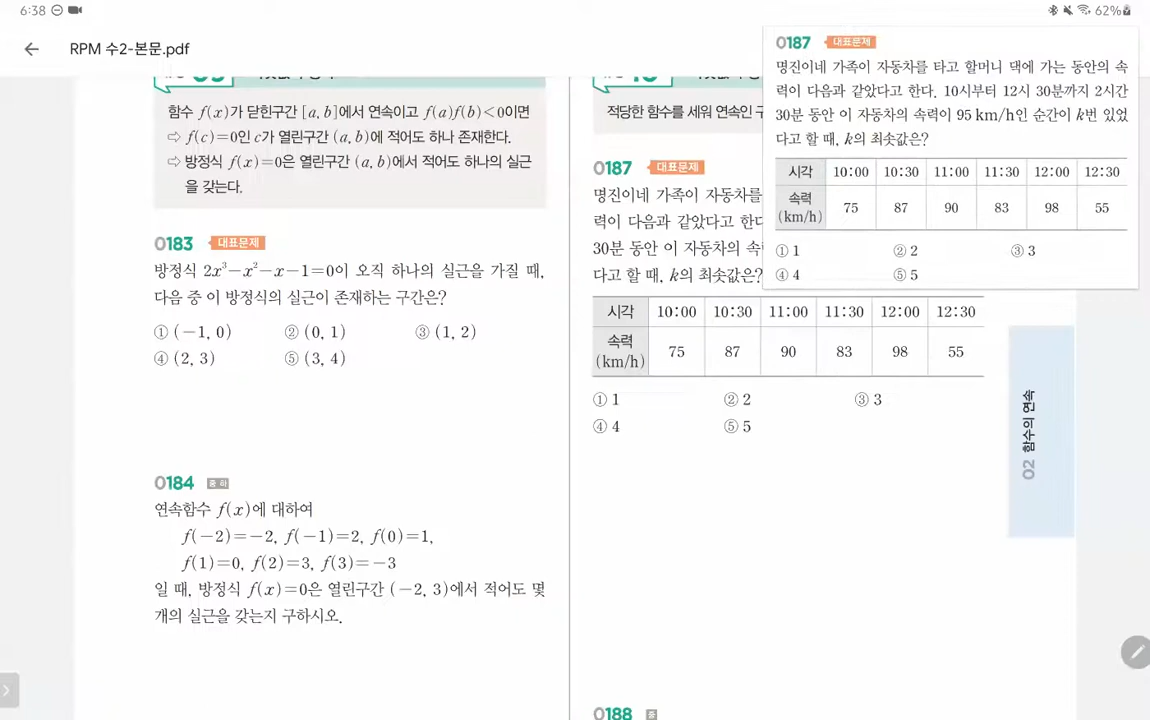 6:38
62%
RPM 수2-본문.pdf
함수 f(x)가 닫힌구간 [a, b]에서 연속이고 f(a)f(b)<0이면
⇨ f(c)=0인 c가 열린구간 (a, b)에 적어도 하나 존재한다.
⇨ 방정식 f(x)=0은 열린구간 (a, b)에서 적어도 하나의 실근
을 갖는다.
0183 대표문제
방정식 2x³-x²-x-1=0이 오직 하나의 실근을 가질 때,
다음 중 이 방정식의 실근이 존재하는 구간은?
① (-1, 0) ② (0, 1) ③ (1, 2)
④ (2, 3) ⑤ (3, 4)
0184 중 하
연속함수 f(x)에 대하여
f(-2)=-2, f(-1)=2, f(0)=1,
f(1)=0, f(2)=3, f(3)=-3
일 때, 방정식 f(x)=0은 열린구간 (-2, 3)에서 적어도 몇
개의 실근을 갖는지 구하시오.
적당한 함수를 세워 연속인
0187 대표문제
명진이네 가족이 자동차를
력이 다음과 같았다고 한다
30분 동안 이 자동차의 속
다고 할 때, k의 최솟값은?
시각 10:00 10:30 11:00 11:30 12:00 12:30
속력
(km/h) 75 87 90 83 98 55
① 1 ② 2 ③ 3
④ 4 ⑤ 5
0188 중
0187 대표문제
명진이네 가족이 자동차를 타고 할머니 댁에 가는 동안의 속
력이 다음과 같았다고 한다. 10시부터 12시 30분까지 2시간
30분 동안 이 자동차의 속력이 95 km/h인 순간이 k번 있었
다고 할 때, k의 최솟값은?
시각 10:00 10:30 11:00 11:30 12:00 12:30
속력
(km/h) 75 87 90 83 98 55
① 1 ② 2 ③ 3
④ 4 ⑤ 5
02 함수의 연속